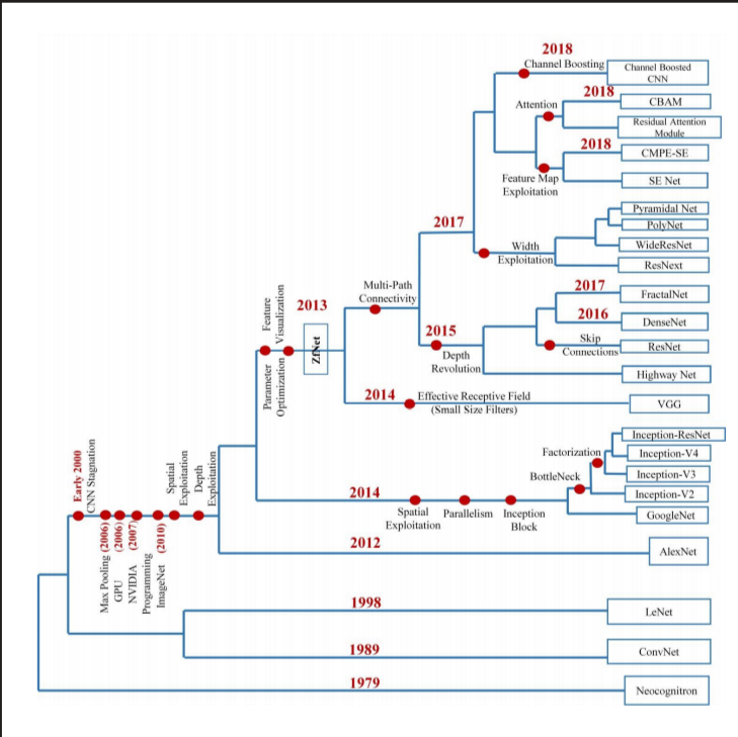 2018
Channel Boosting
Channel Boosted
CNN
2018
Attention
CBAM
Residual Attention
Module
2018
CMPE-SE
Feature Map
Exploitation
SE Net
Pyramidal Net
PolyNet
2017
Width
Exploitation
WideResNet
ResNext
Multi-Path
Connectivity
2017
FractalNet
2016
DenseNet
2015
Depth
Revolution
Skip
Connections
ResNet
Highway Net
Feature
Visualization
2013
ZfNet
Parameter
Optimization
2014
Effective Receptive Field
(Small Size Filters)
VGG
Inception-ResNet
Factorization
Inception-V4
BottleNeck
Inception-V3
Inception-V2
2014
Spatial
Exploitation
Parallelism
Inception
Block
GoogleNet
Early 2000
CNN Stagnation
Spatial
Exploitation
Depth
Exploitation
Max Pooling (2006)
GPU (2006)
NVIDIA (2007)
Programming
ImageNet (2010)
2012
AlexNet
1998
LeNet
1989
ConvNet
1979
Neocognitron